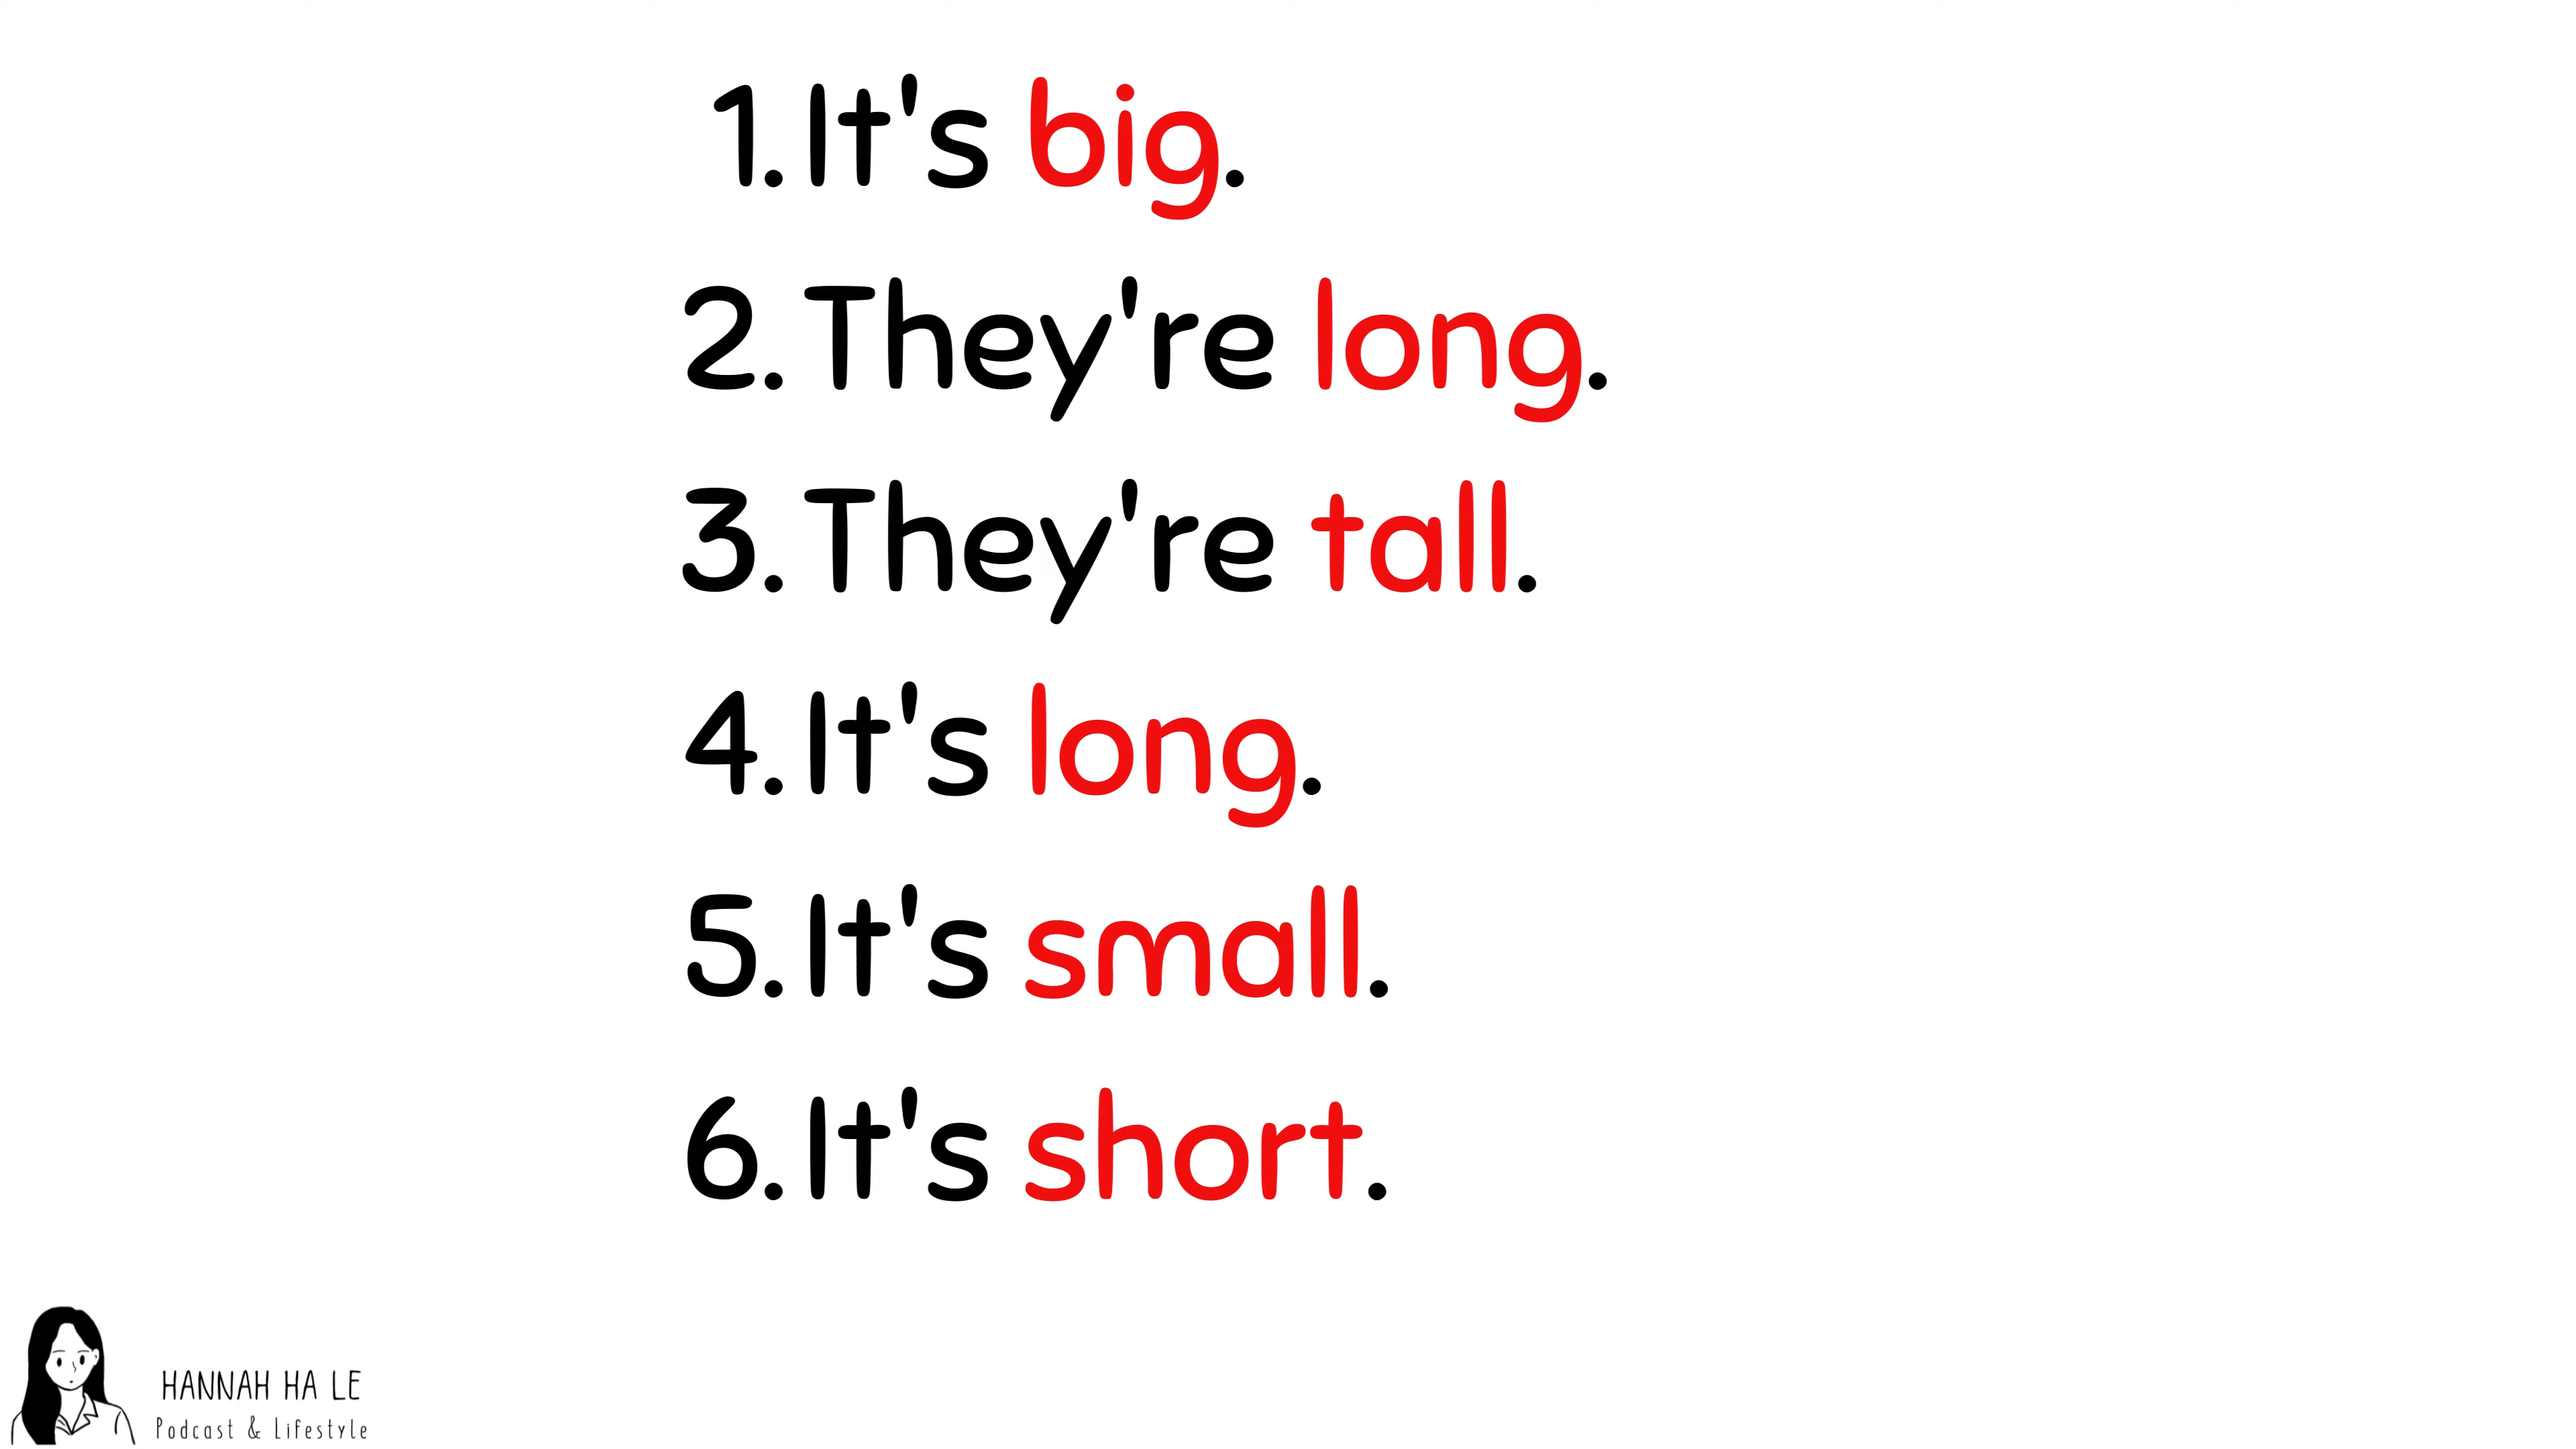 1. It's big.
2. They're long.
3. They're tall.
4. It's long.
5. It's small.
6. It's short.
HANNAH HA LE
Podcast & Lifestyle